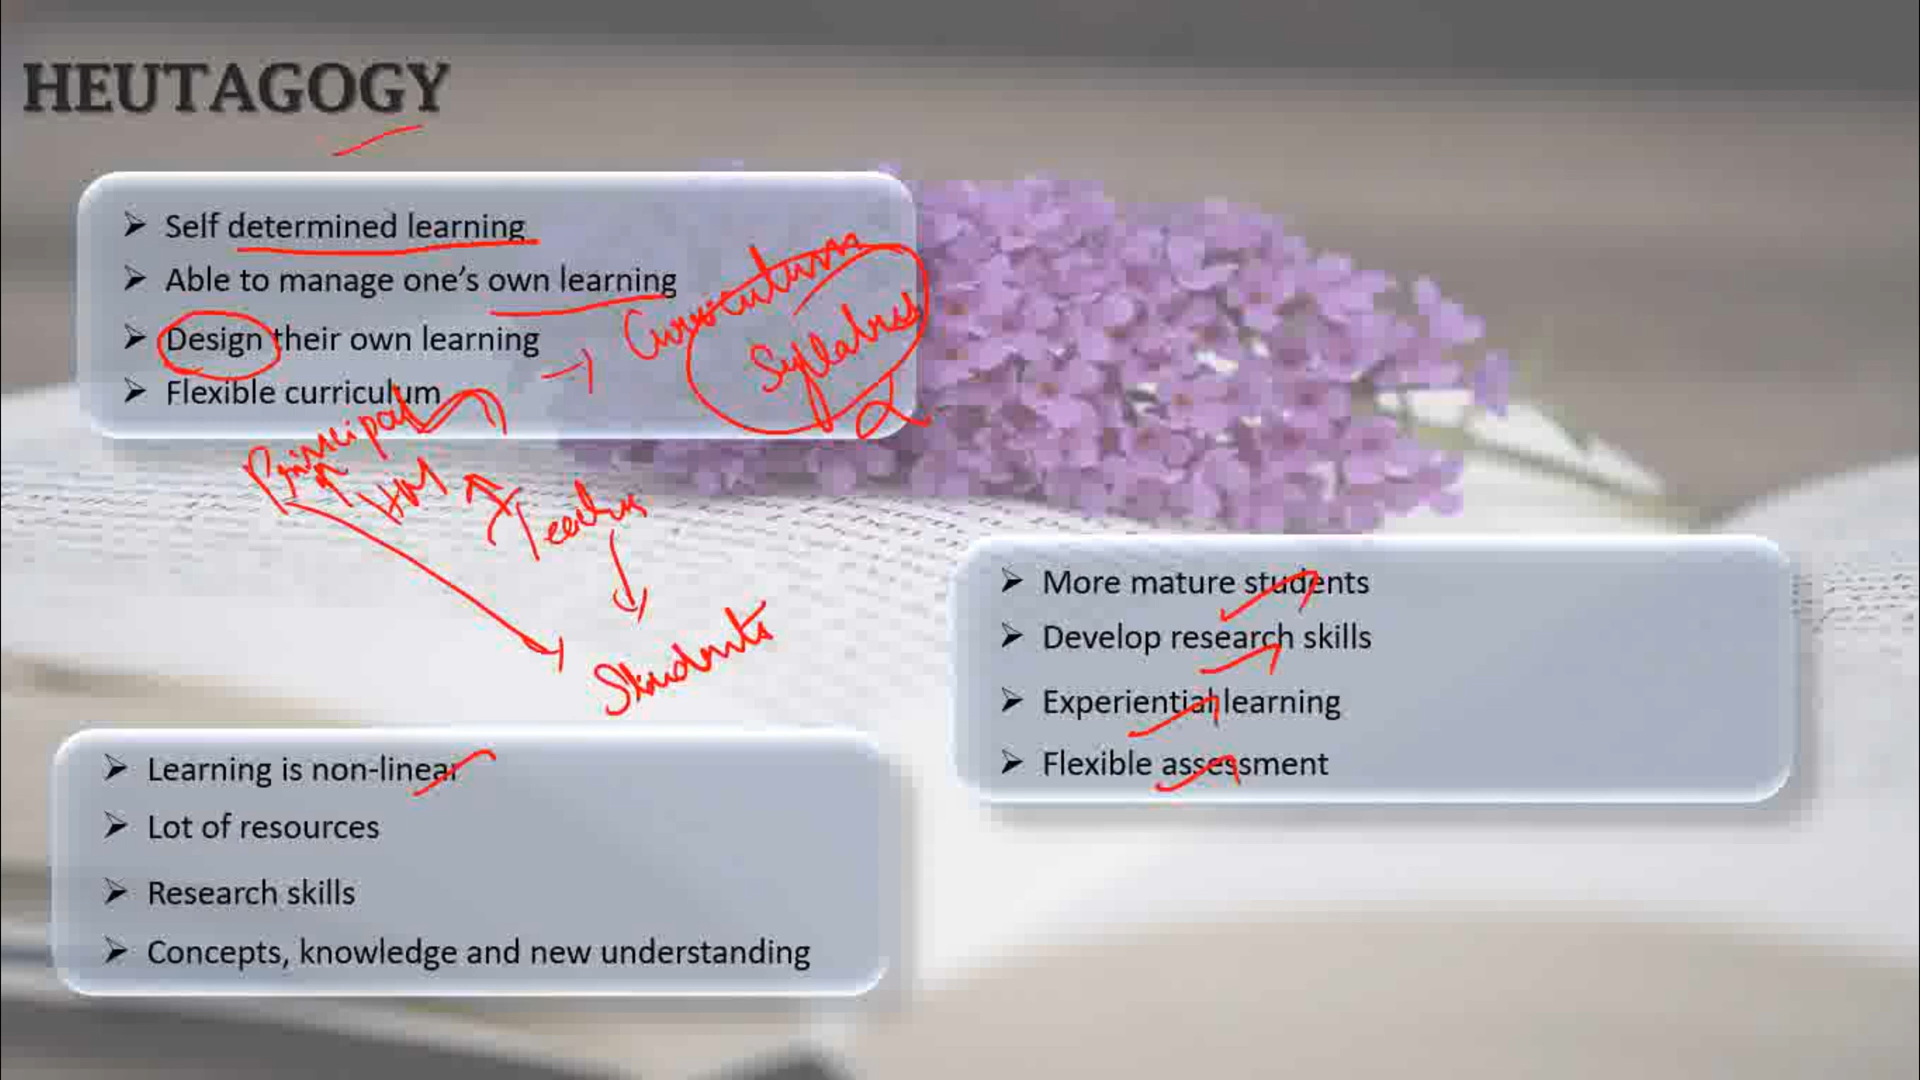 HEUTAGOGY
➢ Self determined learning
➢ Able to manage one’s own learning
➢ Design their own learning
➢ Flexible curriculum
Curriculum
Syllabus
Principal
HM
Teachers
Students
➢ More mature students
➢ Develop research skills
➢ Experiential learning
➢ Flexible assessment
➢ Learning is non-linear
➢ Lot of resources
➢ Research skills
➢ Concepts, knowledge and new understanding